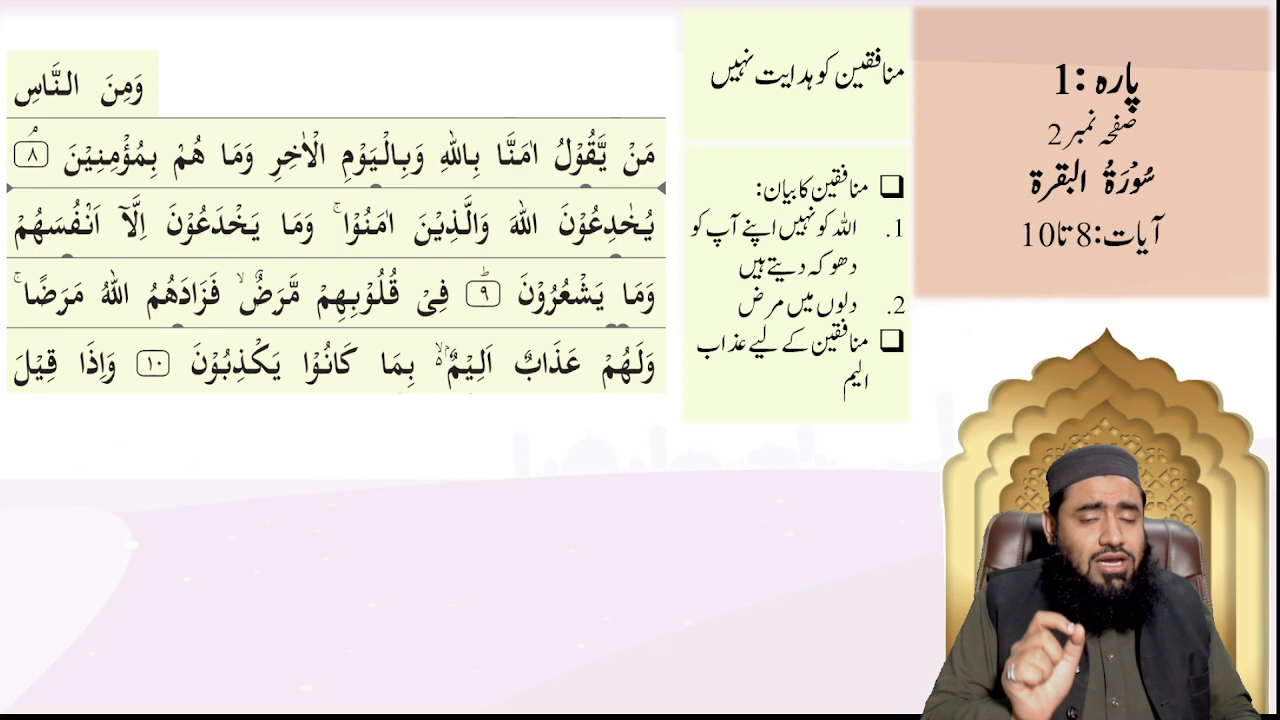 پارہ :1
صفحہ نمبر 2
سُوْرَةُ البقرة
آیات:8 تا 10
منافقین کو ہدایت نہیں
❑ منافقین کا بیان:
1. اللہ کو نہیں اپنے آپ کو
دھوکہ دیتے ہیں
2. دلوں میں مرض
❑ منافقین کے لیے عذاب
الیم
وَمِنَ النَّاسِ
مَنْ يَّقُوْلُ اٰمَنَّا بِاللّٰهِ وَبِالْيَوْمِ الْاٰخِرِ وَمَا هُمْ بِمُؤْمِنِيْنَ ۘ ﴿٨﴾
يُخٰدِعُوْنَ اللّٰهَ وَالَّذِيْنَ اٰمَنُوْا ۚ وَمَا يَخْدَعُوْنَ اِلَّآ اَنْفُسَهُمْ
وَمَا يَشْعُرُوْنَ ؕ ﴿٩﴾ فِىْ قُلُوْبِهِمْ مَّرَضٌ ۙ فَزَادَهُمُ اللّٰهُ مَرَضًا ۚ
وَلَهُمْ عَذَابٌ اَلِيْمٌ ۙ۬ بِمَا كَانُوْا يَكْذِبُوْنَ ﴿١٠﴾ وَاِذَا قِيْلَ